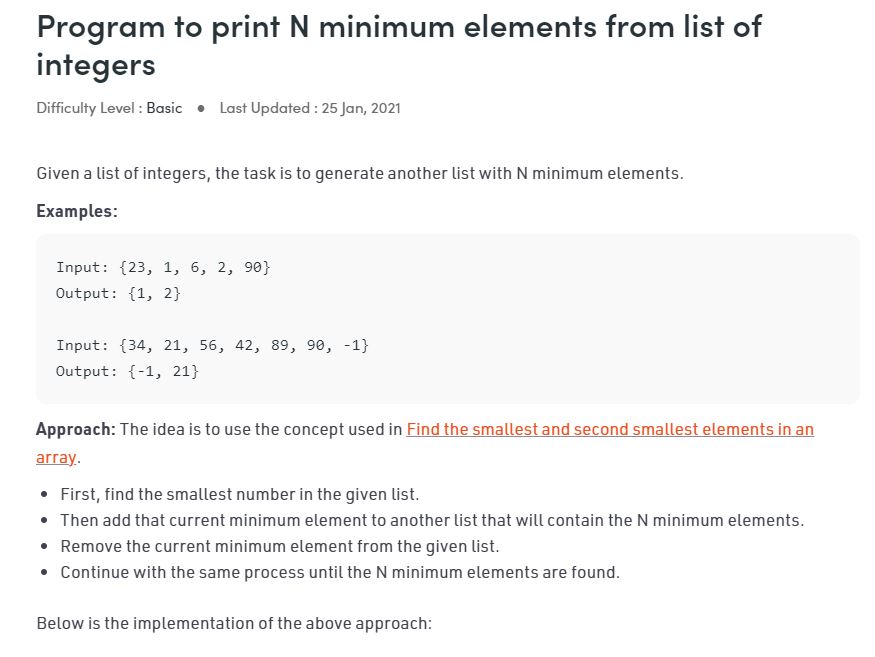 Program to print N minimum elements from list of
integers
Difficulty Level : Basic ● Last Updated : 25 Jan, 2021
Given a list of integers, the task is to generate another list with N minimum elements.
Examples:
Input: {23, 1, 6, 2, 90}
Output: {1, 2}
Input: {34, 21, 56, 42, 89, 90, -1}
Output: {-1, 21}
Approach: The idea is to use the concept used in Find the smallest and second smallest elements in an
array.
• First, find the smallest number in the given list.
• Then add that current minimum element to another list that will contain the N minimum elements.
• Remove the current minimum element from the given list.
• Continue with the same process until the N minimum elements are found.
Below is the implementation of the above approach: